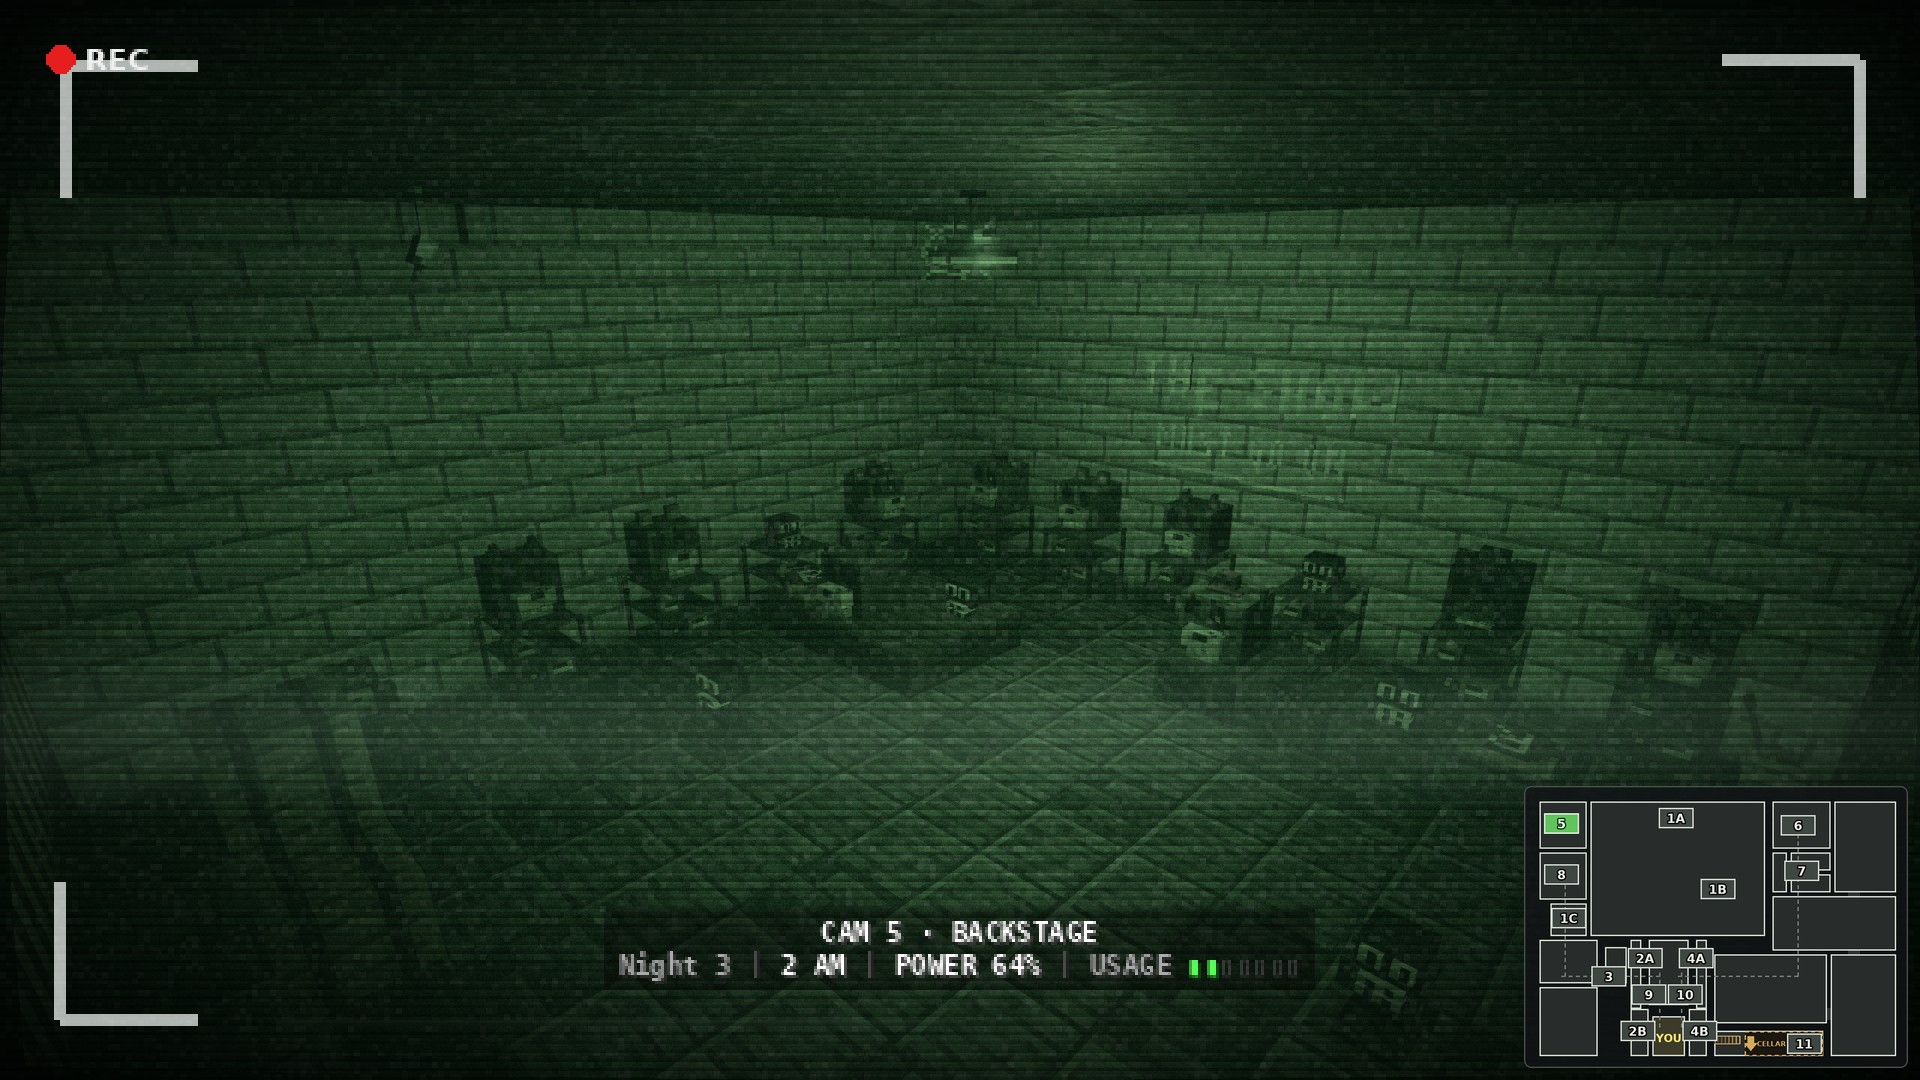 REC
CAM 5 · BACKSTAGE
Night 3 | 2 AM | POWER 64% | USAGE
5
1A
6
8
7
1B
1C
2A
4A
3
9
10
2B
YOU
4B
CELLAR
11